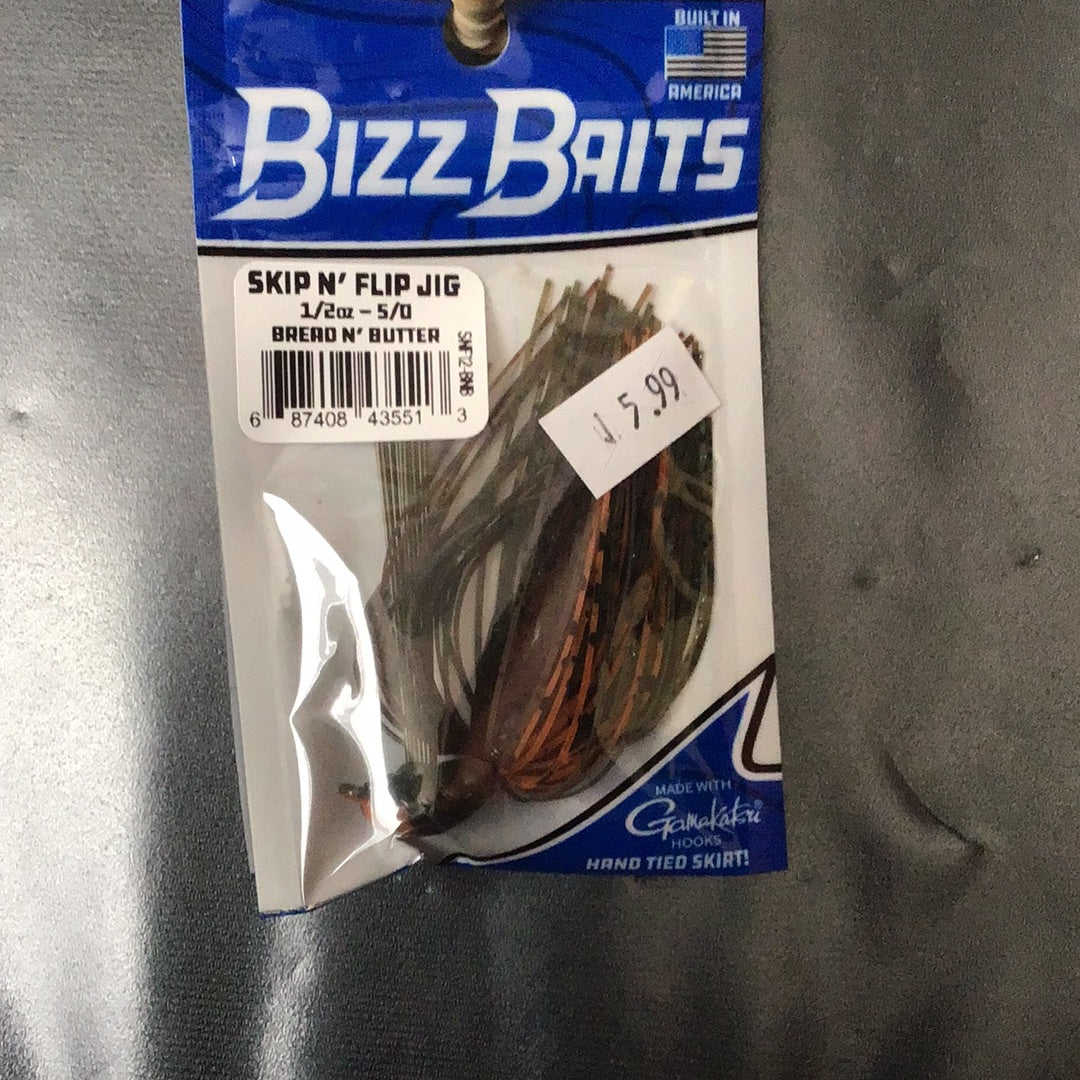 BUILT IN
AMERICA
BIZZ BAITS
SKIP N' FLIP JIG
1/2oz – 5/0
BREAD N' BUTTER
SNF12-BNB
6 87408 43551 3
5.99
MADE WITH
Gamakatsu®
HOOKS
HAND TIED SKIRT!